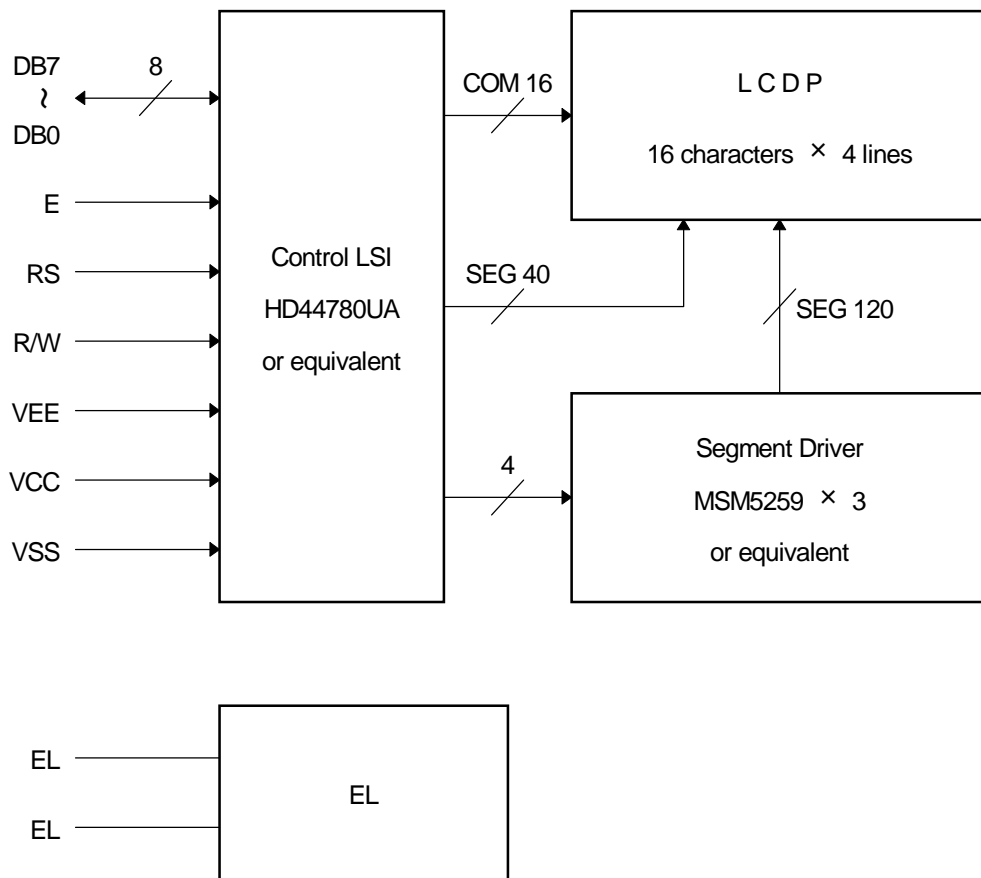 DB7
~
DB0
8
E
RS
R/W
VEE
VCC
VSS
Control LSI
HD44780UA
or equivalent
COM 16
SEG 40
4
L C D P
16 characters × 4 lines
SEG 120
Segment Driver
MSM5259 × 3
or equivalent
EL
EL
EL